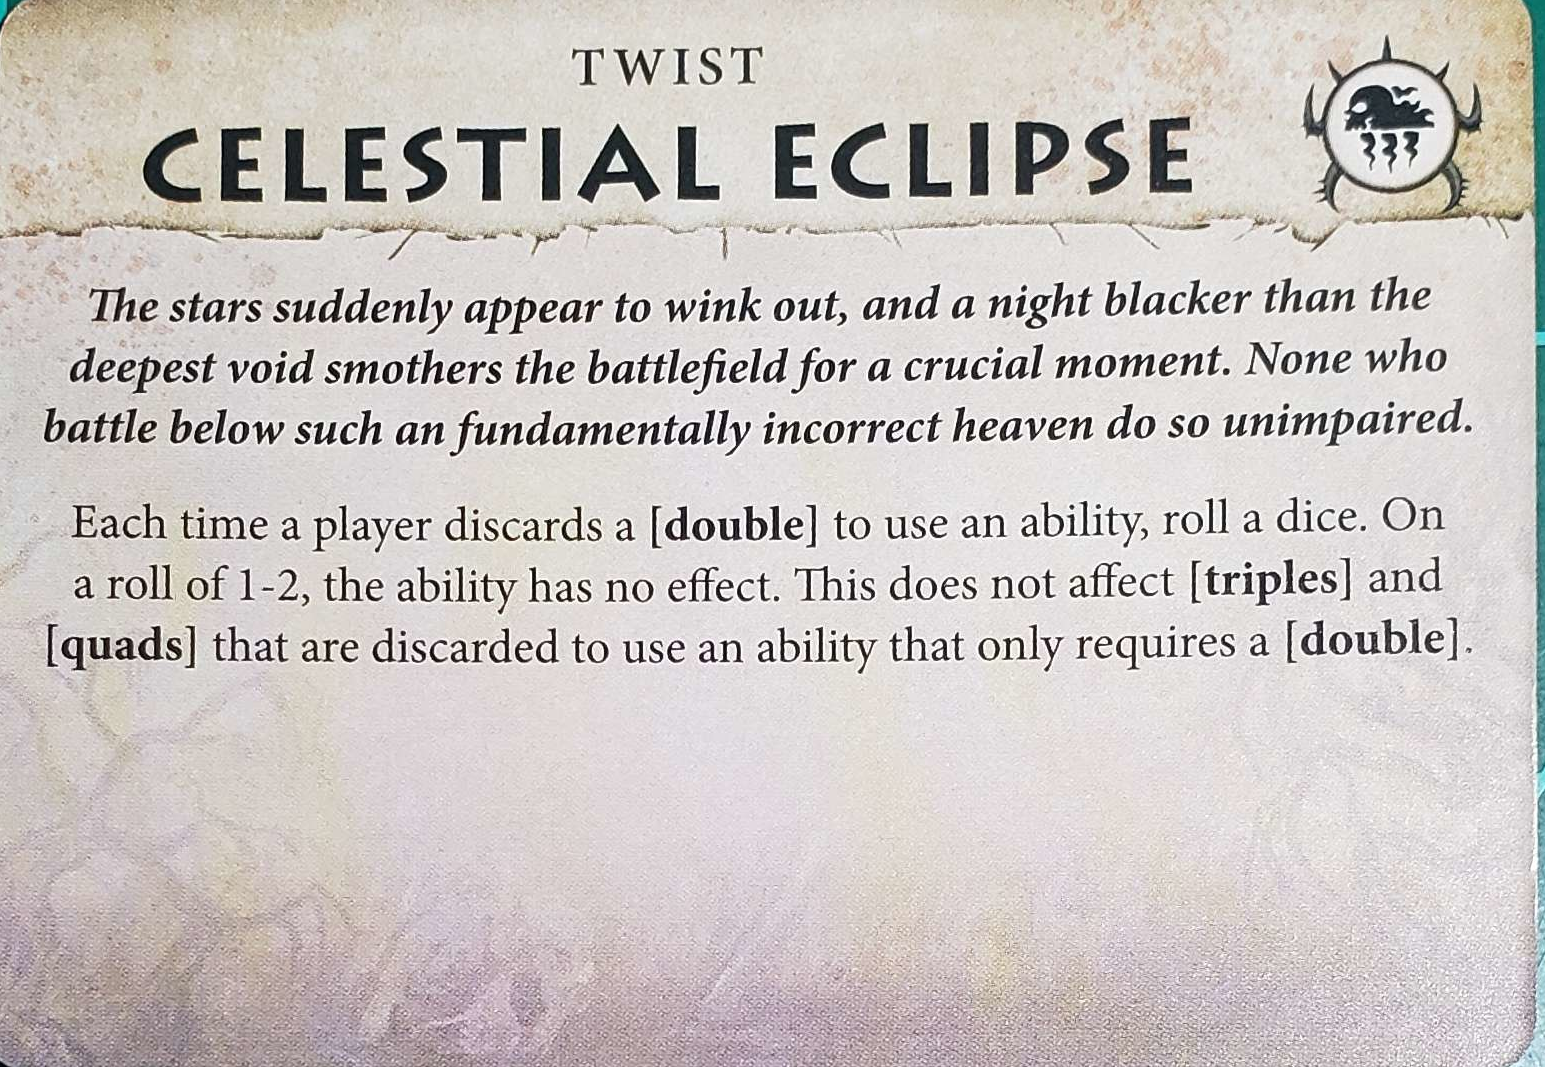 TWIST
CELESTIAL ECLIPSE
The stars suddenly appear to wink out, and a night blacker than the
deepest void smothers the battlefield for a crucial moment. None who
battle below such an fundamentally incorrect heaven do so unimpaired.
Each time a player discards a [double] to use an ability, roll a dice. On
a roll of 1-2, the ability has no effect. This does not affect [triples] and
[quads] that are discarded to use an ability that only requires a [double].